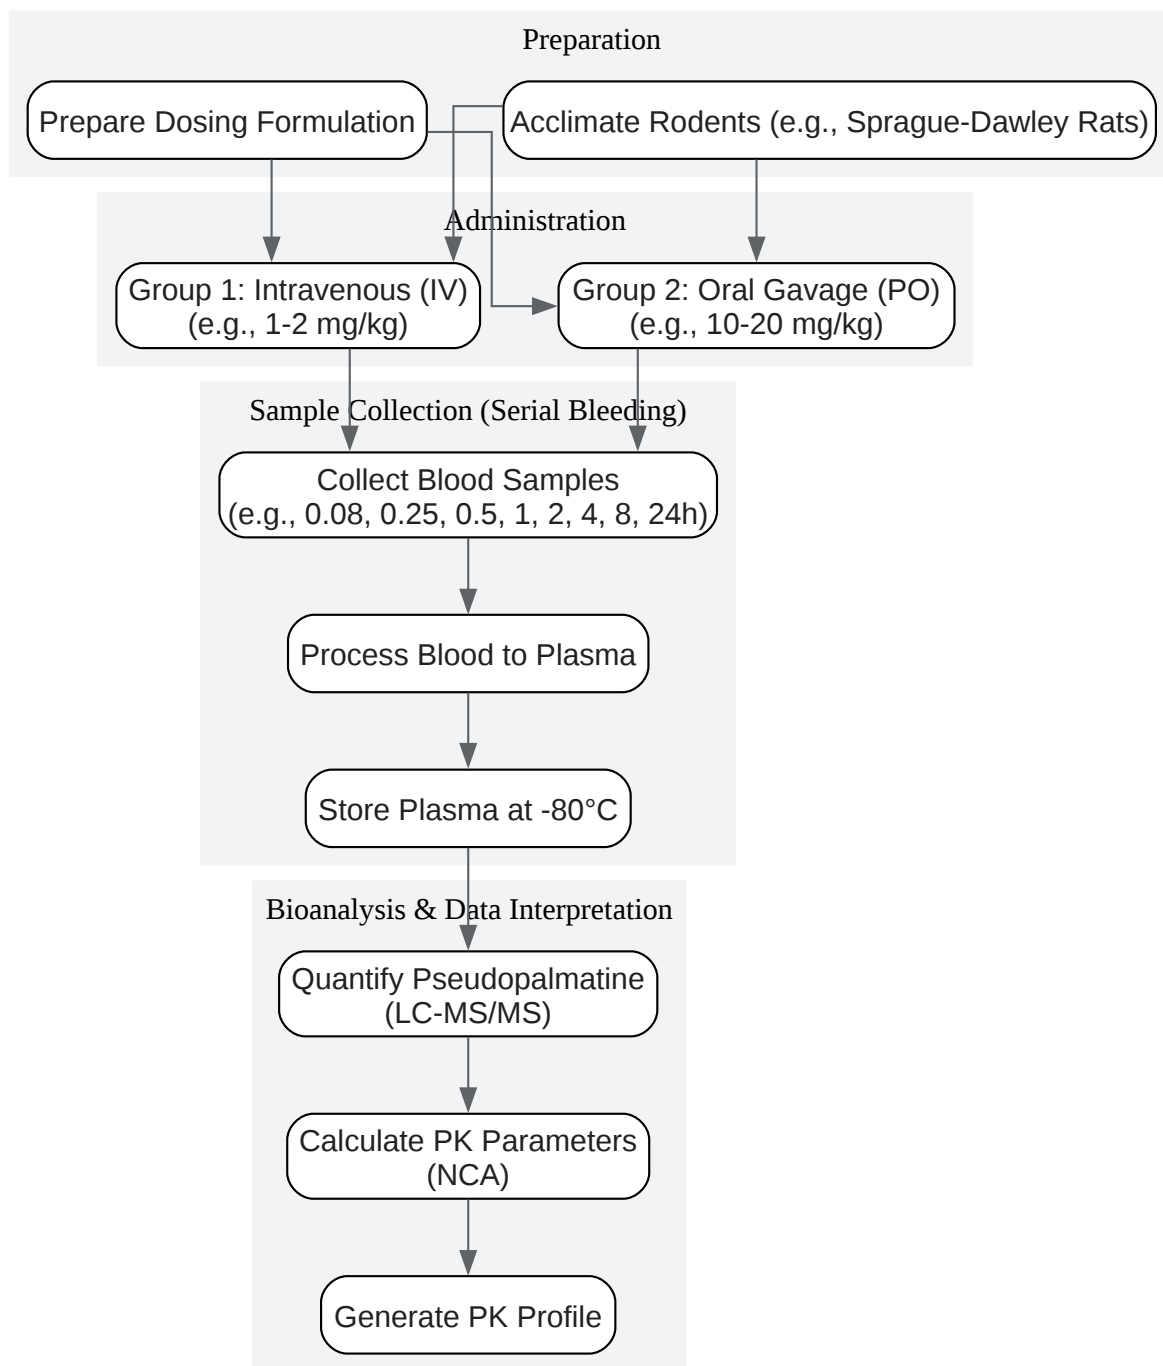 Preparation
Prepare Dosing Formulation
Acclimate Rodents (e.g., Sprague-Dawley Rats)
Administration
Group 1: Intravenous (IV)
(e.g., 1-2 mg/kg)
Group 2: Oral Gavage (PO)
(e.g., 10-20 mg/kg)
Sample Collection (Serial Bleeding)
Collect Blood Samples
(e.g., 0.08, 0.25, 0.5, 1, 2, 4, 8, 24h)
Process Blood to Plasma
Store Plasma at -80°C
Bioanalysis & Data Interpretation
Quantify Pseudopalmatine
(LC-MS/MS)
Calculate PK Parameters
(NCA)
Generate PK Profile